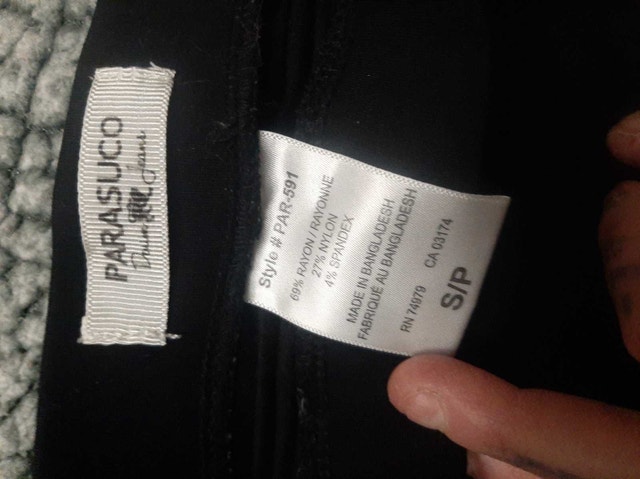 PARASUCO
Denim Jeans
Style # PAR-591
69% RAYON / RAYONNE
27% NYLON
4% SPANDEX
MADE IN BANGLADESH
FABRIQUÉ AU BANGLADESH
RN 74979 CA 03174
S/P